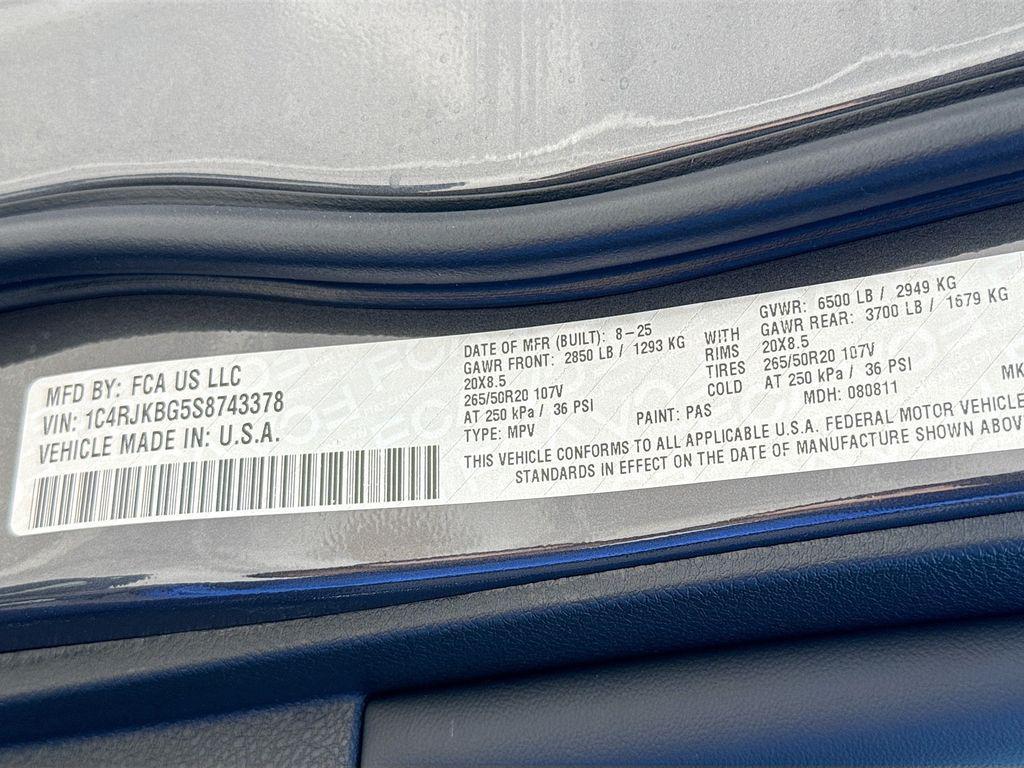 MFD BY: FCA US LLC
VIN: 1C4RJKBG5S8743378
VEHICLE MADE IN: U.S.A.
DATE OF MFR (BUILT): 8-25
GVWR: 6500 LB / 2949 KG
GAWR FRONT: 2850 LB / 1293 KG WITH GAWR REAR: 3700 LB / 1679 KG
20X8.5 RIMS 20X8.5
265/50R20 107V TIRES 265/50R20 107V
AT 250 kPa / 36 PSI COLD AT 250 kPa / 36 PSI
TYPE: MPV PAINT: PAS MDH: 080811 MK
THIS VEHICLE CONFORMS TO ALL APPLICABLE U.S.A. FEDERAL MOTOR VEHICLE
STANDARDS IN EFFECT ON THE DATE OF MANUFACTURE SHOWN ABOV